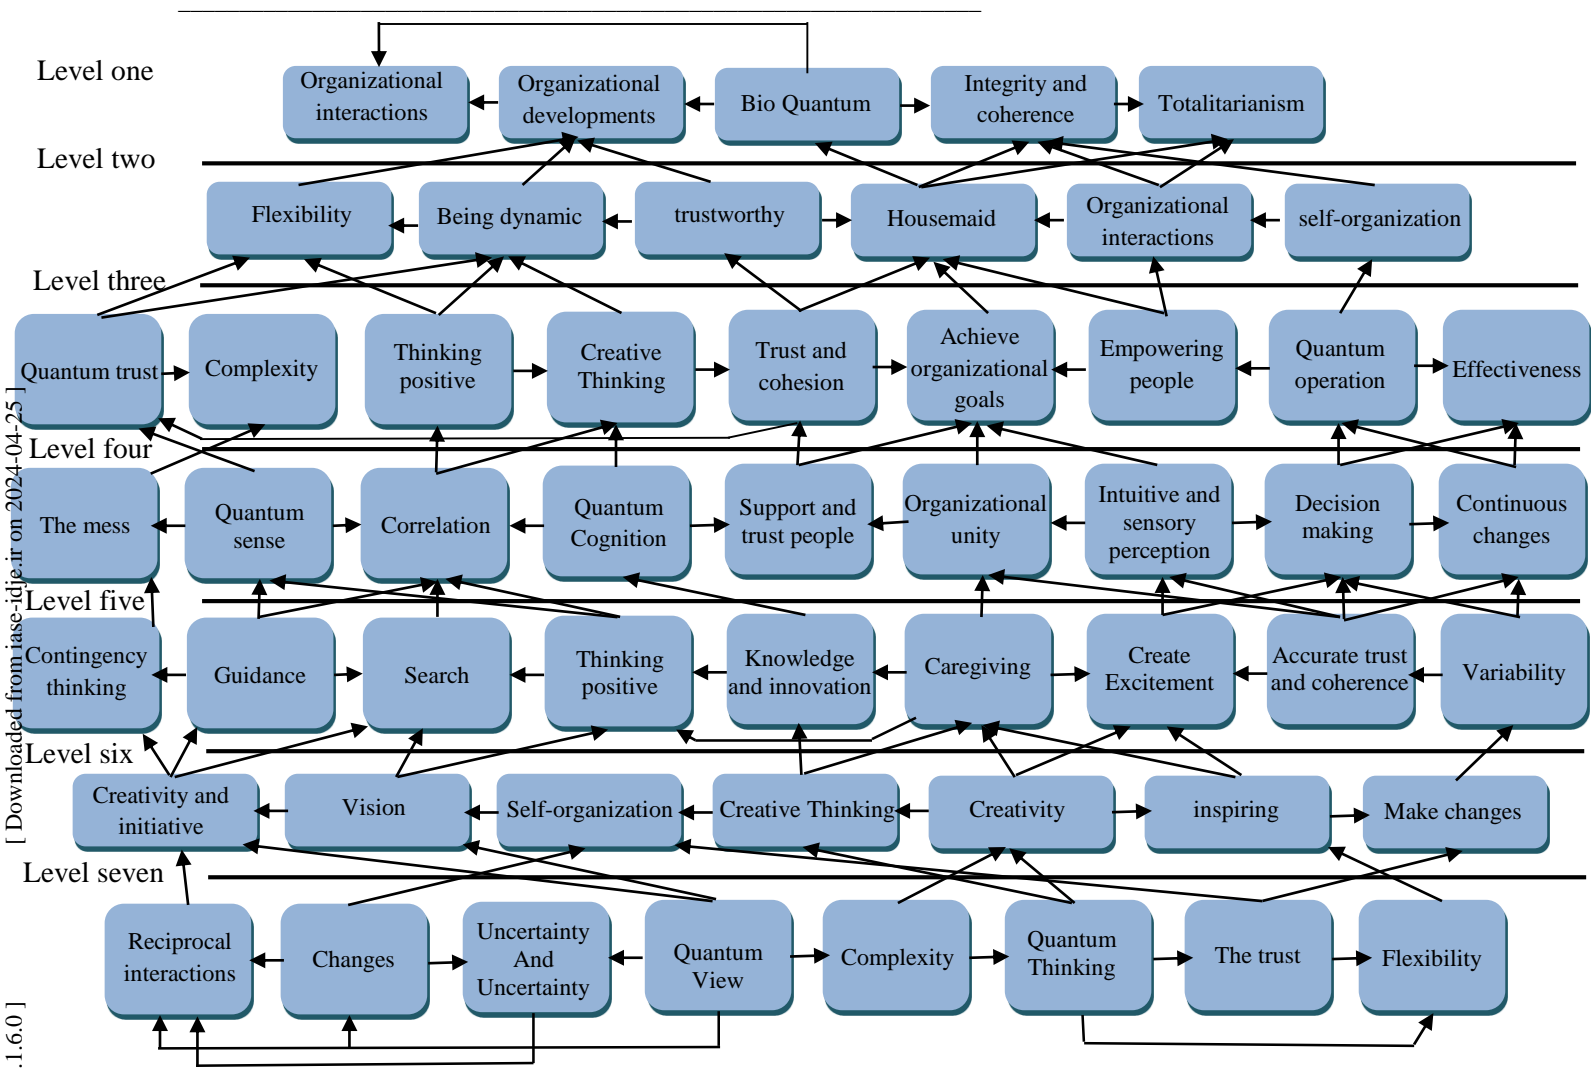 Level one
Organizational
interactions
Organizational
developments
Bio Quantum
Integrity and
coherence
Totalitarianism
Level two
Flexibility
Being dynamic
trustworthy
Housemaid
Organizational
interactions
self-organization
Level three
Quantum trust
Complexity
Thinking
positive
Creative
Thinking
Trust and
cohesion
Achieve
organizational
goals
Empowering
people
Quantum
operation
Effectiveness
Level four
The mess
Quantum
sense
Correlation
Quantum
Cognition
Support and
trust people
Organizational
unity
Intuitive and
sensory
perception
Decision
making
Continuous
changes
Level five
Contingency
thinking
Guidance
Search
Thinking
positive
Knowledge
and innovation
Caregiving
Create
Excitement
Accurate trust
and coherence
Variability
Level six
Creativity and
initiative
Vision
Self-organization
Creative Thinking
Creativity
inspiring
Make changes
Level seven
Reciprocal
interactions
Changes
Uncertainty
And
Uncertainty
Quantum
View
Complexity
Quantum
Thinking
The trust
Flexibility
[ Downloaded from iase-idje.ir on 2024-04-25 ]
.1.6.0 ]